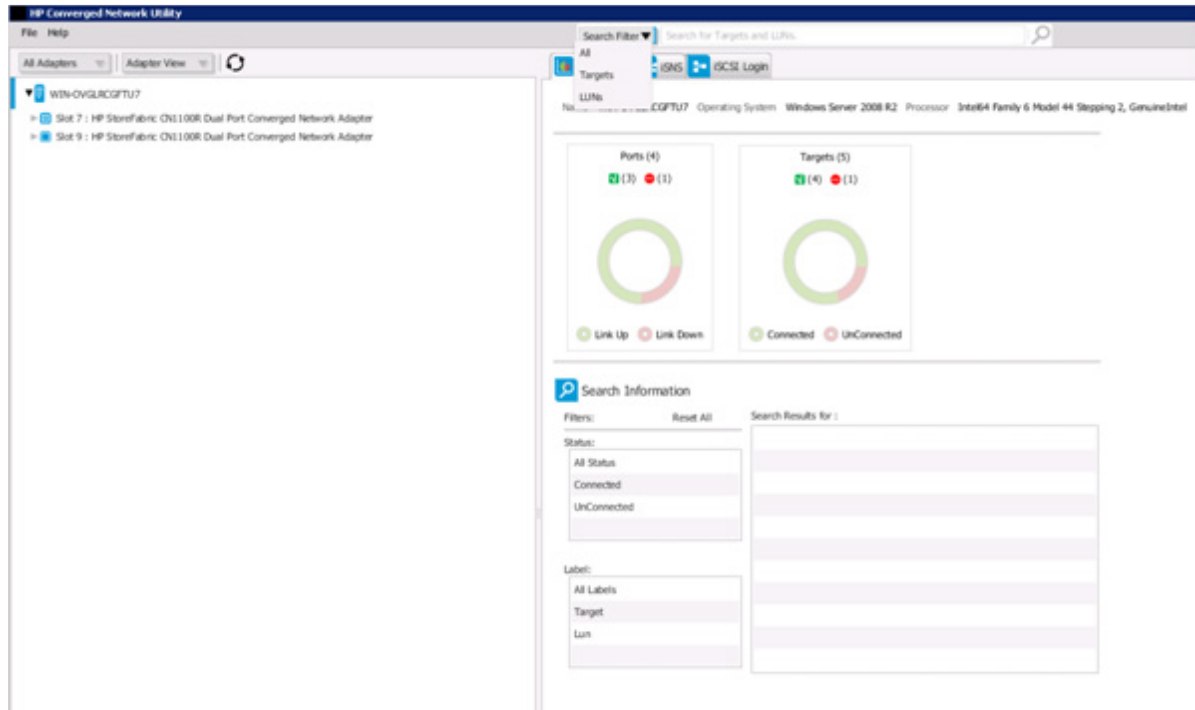 HP Converged Network Utility
File Help
Search Filter Search for Targets and LUNs.
All
Targets
LUNs
All Adapters Adapter View
iSNS iSCSI Login
WIN-OVGLRCGFTU7
Slot 7 : HP StoreFabric CN1100R Dual Port Converged Network Adapter
Slot 9 : HP StoreFabric CN1100R Dual Port Converged Network Adapter
CGFTU7 Operating System Windows Server 2008 R2 Processor Intel64 Family 6 Model 44 Stepping 2, GenuineIntel
Ports (4)
(3) (1)
Link Up Link Down
Targets (5)
(4) (1)
Connected UnConnected
Search Information
Filters: Reset All
Status:
All Status
Connected
UnConnected
Label:
All Labels
Target
Lun
Search Results for :